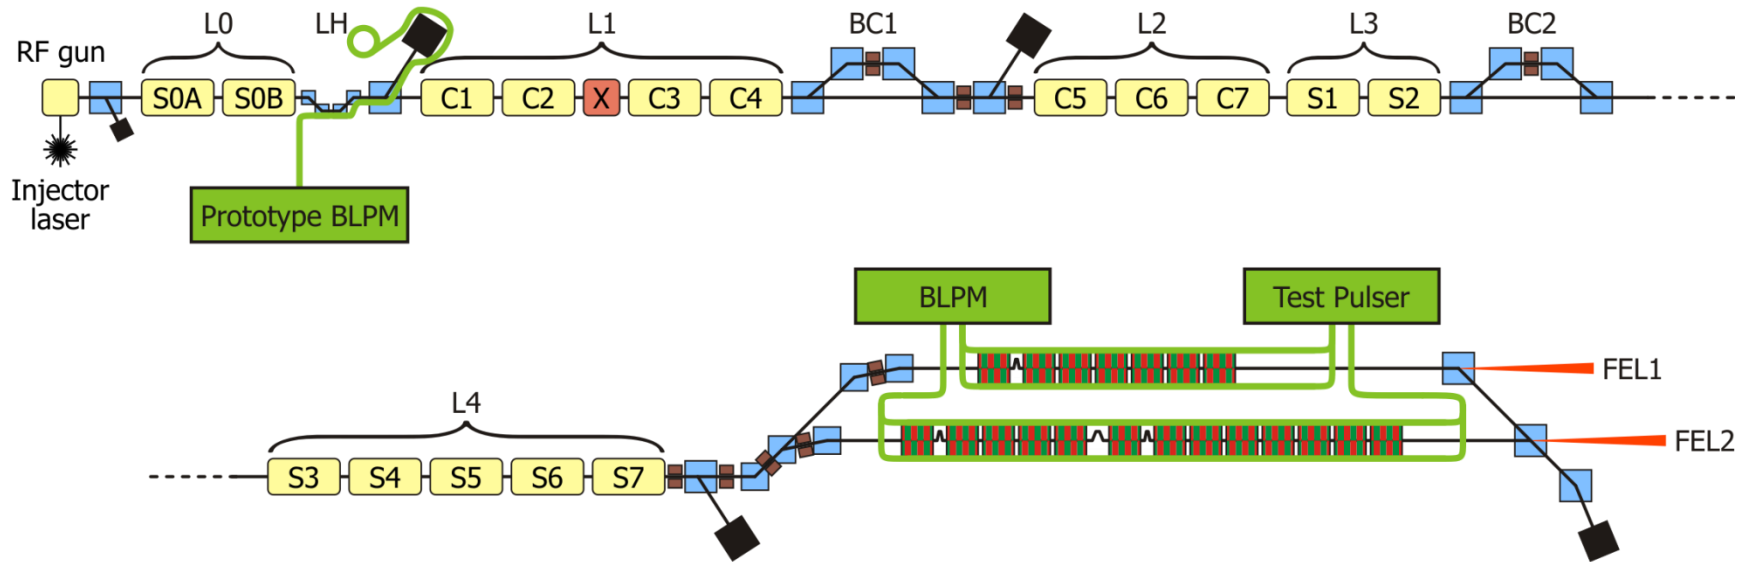 L0
LH
L1
BC1
L2
L3
BC2
RF gun
S0A
S0B
C1
C2
X
C3
C4
C5
C6
C7
S1
S2
Injector
laser
Prototype BLPM
BLPM
Test Pulser
FEL1
L4
FEL2
S3
S4
S5
S6
S7